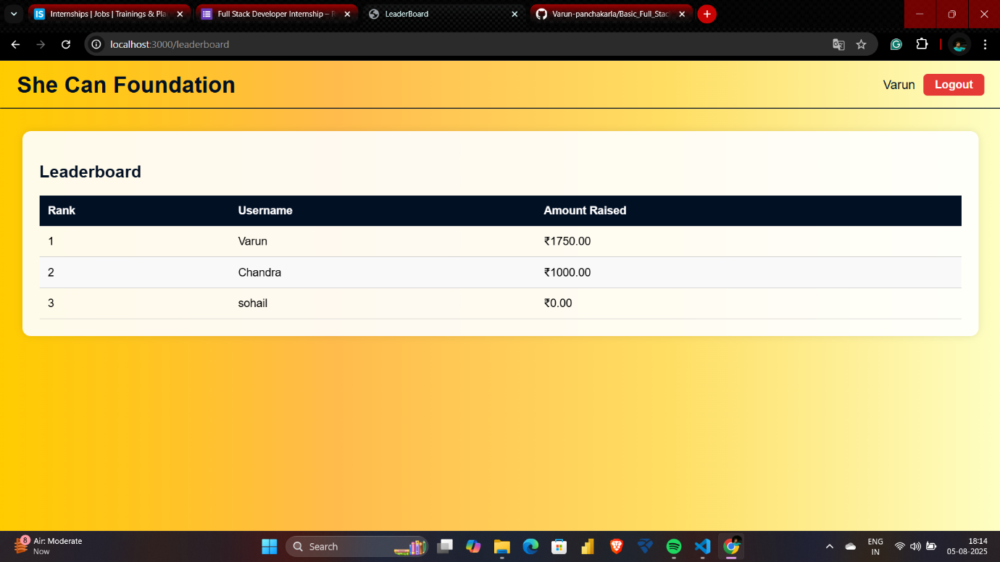 Internships | Jobs | Trainings & Pla
Full Stack Developer Internship – R
LeaderBoard
Varun-panchakarla/Basic_Full_Stac
localhost:3000/leaderboard
She Can Foundation
Varun
Logout
Leaderboard
Rank Username Amount Raised
1 Varun ₹1750.00
2 Chandra ₹1000.00
3 sohail ₹0.00
8
Air: Moderate
Now
Search
ENG
IN
18:14
05-08-2025